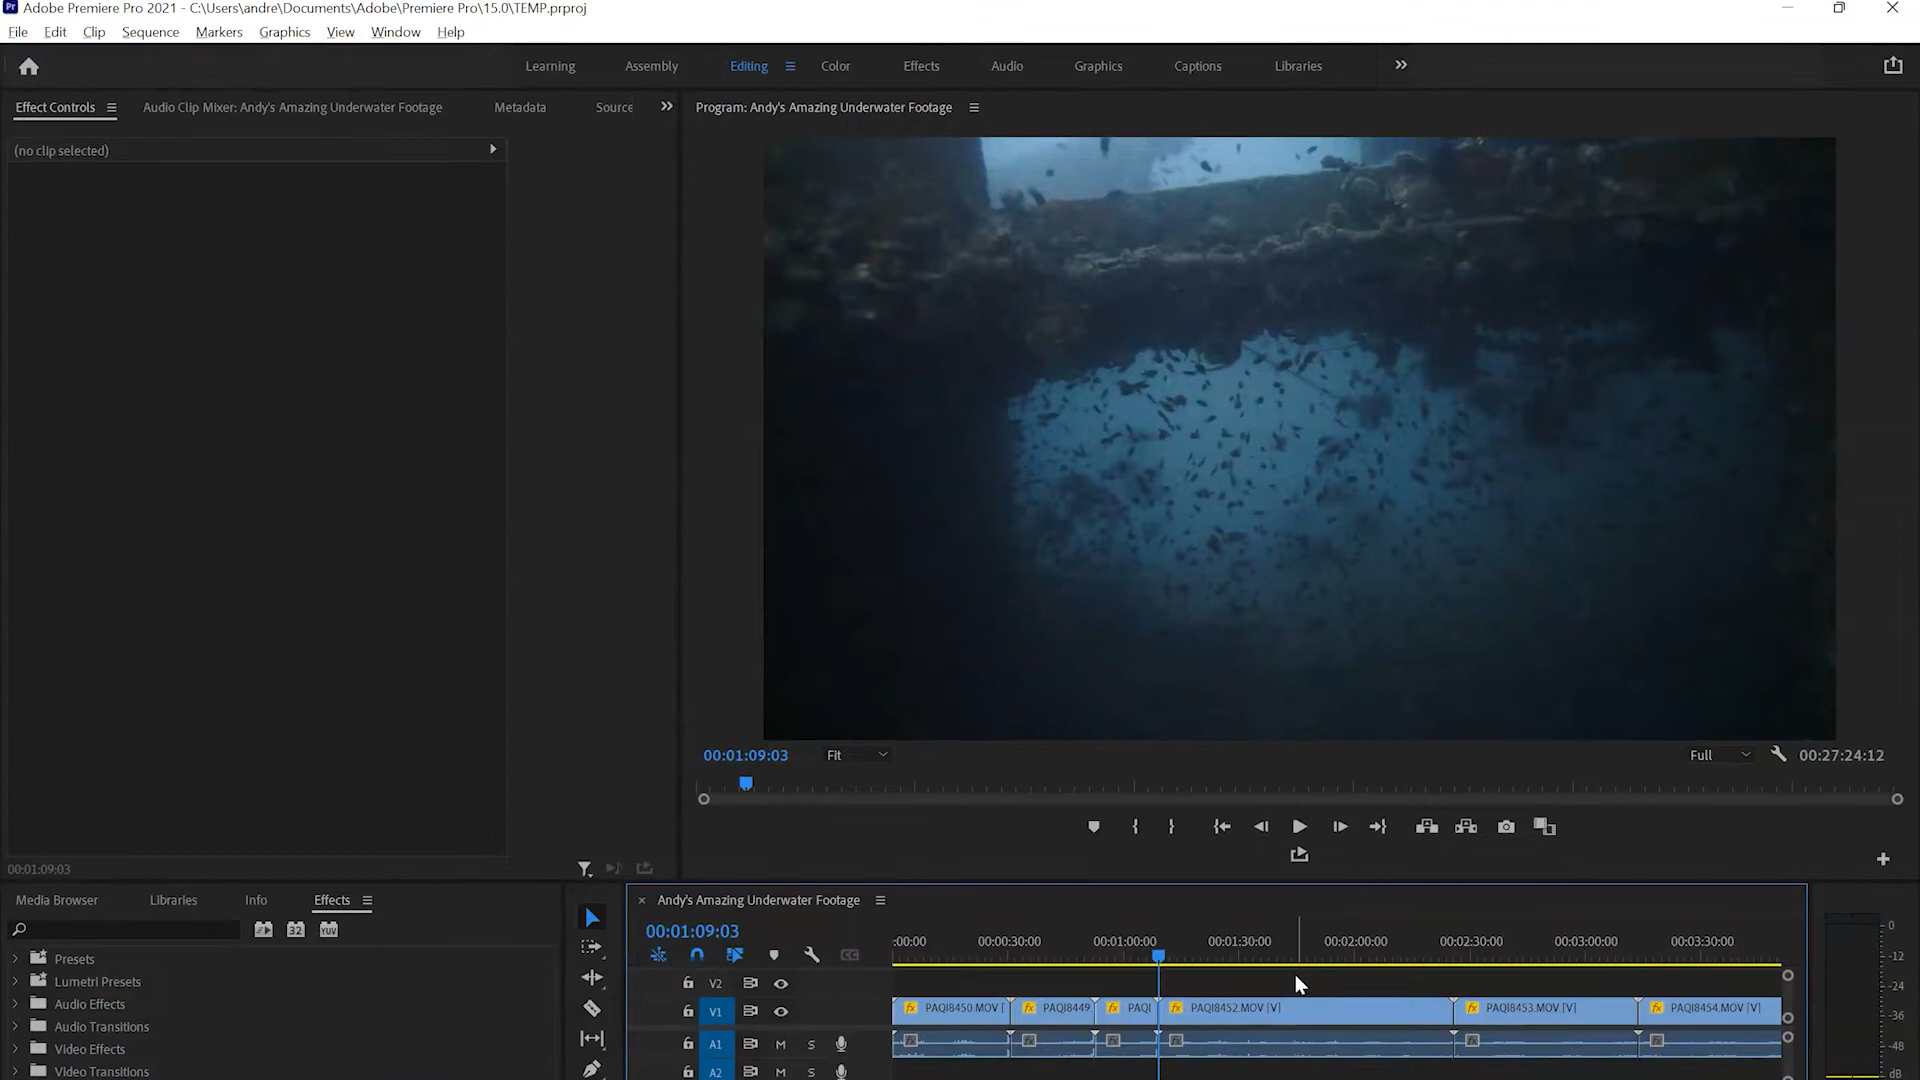 Adobe Premiere Pro 2021 - C:\Users\andre\Documents\Adobe\Premiere Pro\15.0\TEMP.prproj
File Edit Clip Sequence Markers Graphics View Window Help
Learning Assembly Editing Color Effects Audio Graphics Captions Libraries
Effect Controls Audio Clip Mixer: Andy's Amazing Underwater Footage Metadata Source
Program: Andy's Amazing Underwater Footage
(no clip selected)
00:01:09:03 Fit Full 00:27:24:12
00:01:09:03
Media Browser Libraries Info Effects
32 YUV
Presets
Lumetri Presets
Audio Effects
Audio Transitions
Video Effects
Video Transitions
× Andy's Amazing Underwater Footage
00:01:09:03
:00:00 00:00:30:00 00:01:00:00 00:01:30:00 00:02:00:00 00:02:30:00 00:03:00:00 00:03:30:00
V2
V1 PAQI8450.MOV [ PAQI8449. PAQI PAQI8452.MOV [V] PAQI8453.MOV [V] PAQI8454.MOV [V]
A1 M S
A2 M S
0
-12
-24
-36
-48
dB